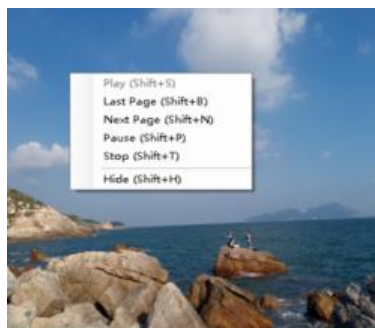 Play (Shift+S)
Last Page (Shift+B)
Next Page (Shift+N)
Pause (Shift+P)
Stop (Shift+T)
Hide (Shift+H)